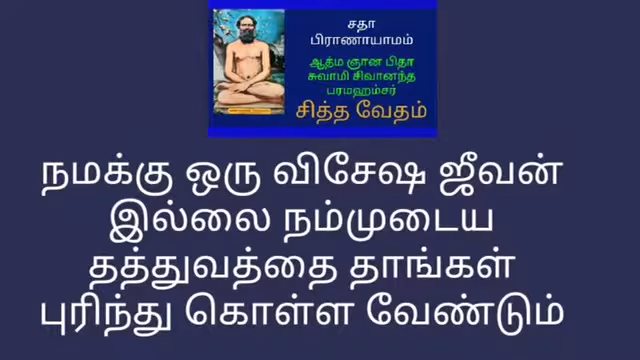 சதா
பிராணாயாமம்
ஆத்ம ஞான பிதா
சுவாமி சிவானந்த
பரமஹம்சர்
சித்த வேதம்
நமக்கு ஒரு விசேஷ ஜீவன்
இல்லை நம்முடைய
தத்துவத்தை தாங்கள்
புரிந்து கொள்ள வேண்டும்